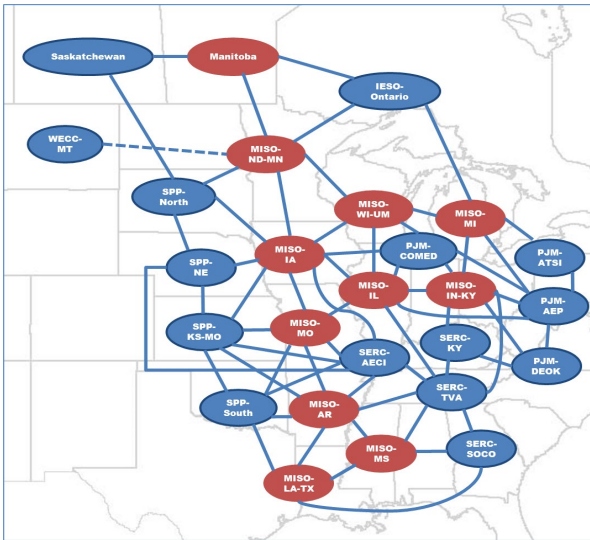 Saskatchewan
Manitoba
IESO-
Ontario
WECC-
MT
MISO-
ND-MN
SPP-
North
MISO-
WI-UM
MISO-
MI
MISO-
IA
PJM-
COMED
PJM-
ATSI
SPP-
NE
MISO-
IL
MISO-
IN-KY
PJM-
AEP
SPP-
KS-MO
MISO-
MO
SERC-
KY
SERC-
AECI
PJM-
DEOK
SPP-
South
MISO-
AR
SERC-
TVA
MISO-
MS
SERC-
SOCO
MISO-
LA-TX